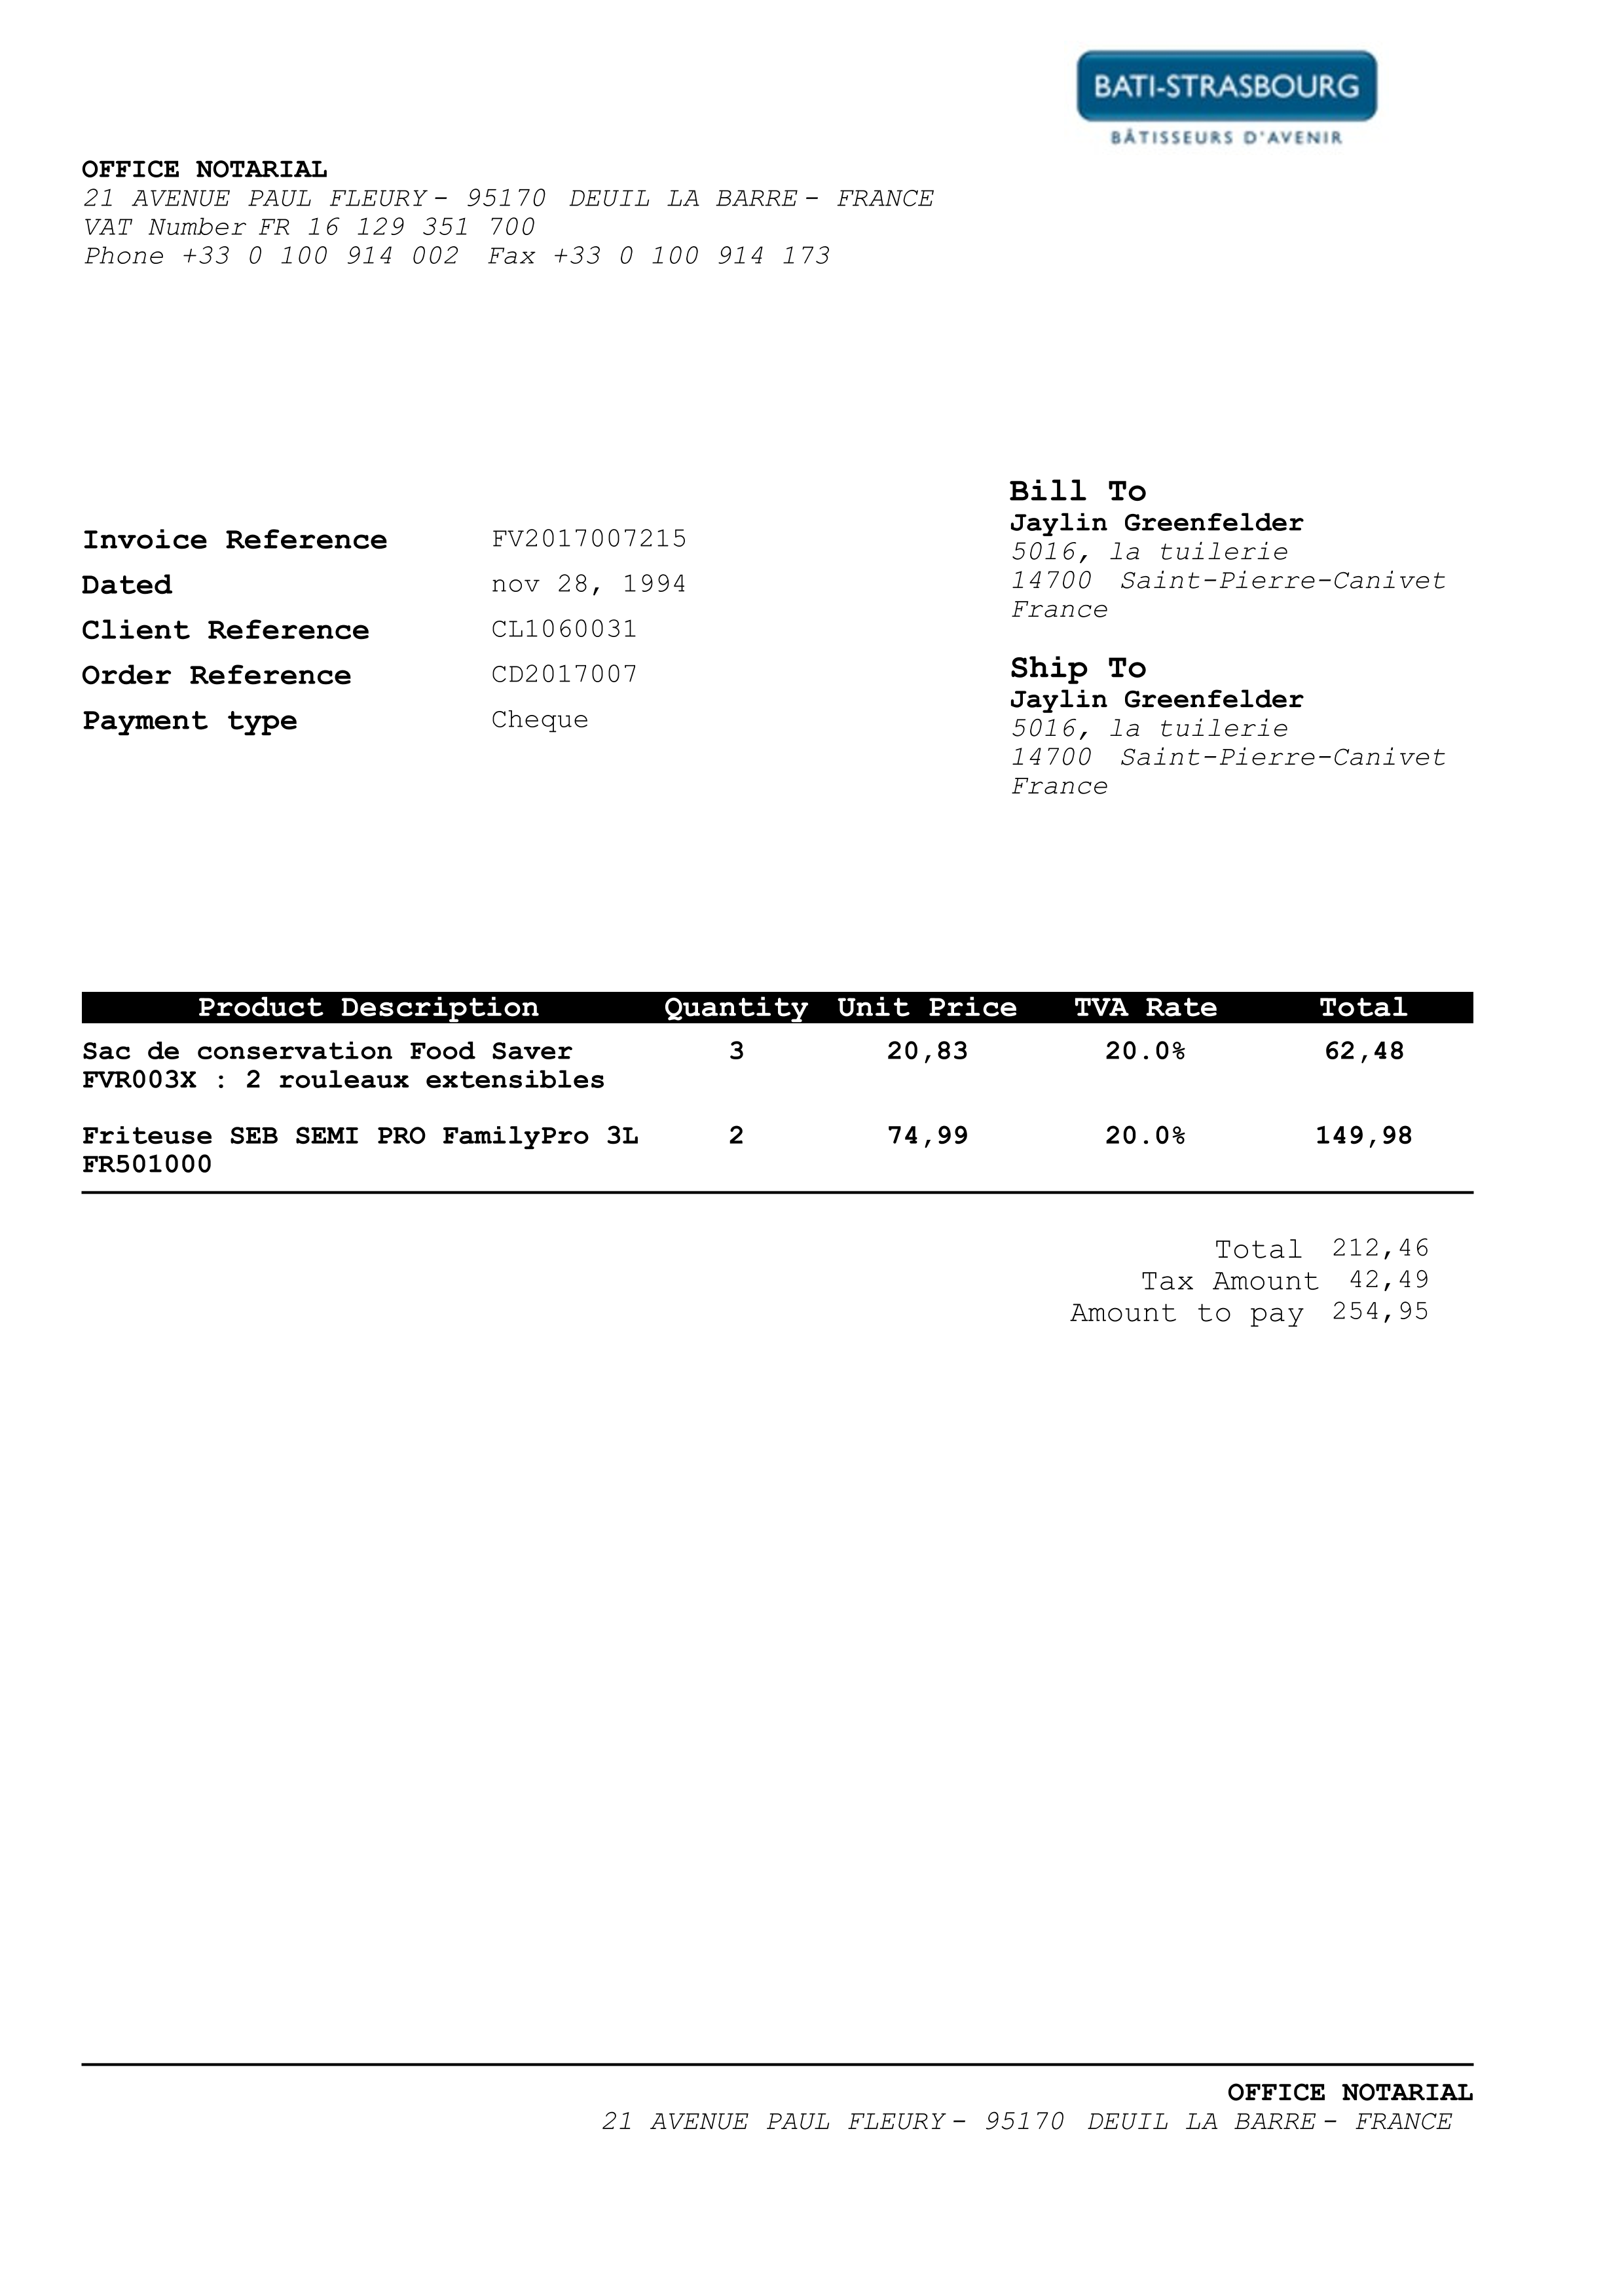 BATI-STRASBOURG
BÂTISSEURS D'AVENIR
OFFICE NOTARIAL
21 AVENUE PAUL FLEURY - 95170 DEUIL LA BARRE - FRANCE
VAT Number FR 16 129 351 700
Phone +33 0 100 914 002 Fax +33 0 100 914 173
Invoice Reference FV2017007215
Dated nov 28, 1994
Client Reference CL1060031
Order Reference CD2017007
Payment type Cheque
Bill To
Jaylin Greenfelder
5016, la tuilerie
14700 Saint-Pierre-Canivet
France
Ship To
Jaylin Greenfelder
5016, la tuilerie
14700 Saint-Pierre-Canivet
France
Product Description Quantity Unit Price TVA Rate Total
Sac de conservation Food Saver 3 20,83 20.0% 62,48
FVR003X : 2 rouleaux extensibles
Friteuse SEB SEMI PRO FamilyPro 3L 2 74,99 20.0% 149,98
FR501000
Total 212,46
Tax Amount 42,49
Amount to pay 254,95
OFFICE NOTARIAL
21 AVENUE PAUL FLEURY - 95170 DEUIL LA BARRE - FRANCE